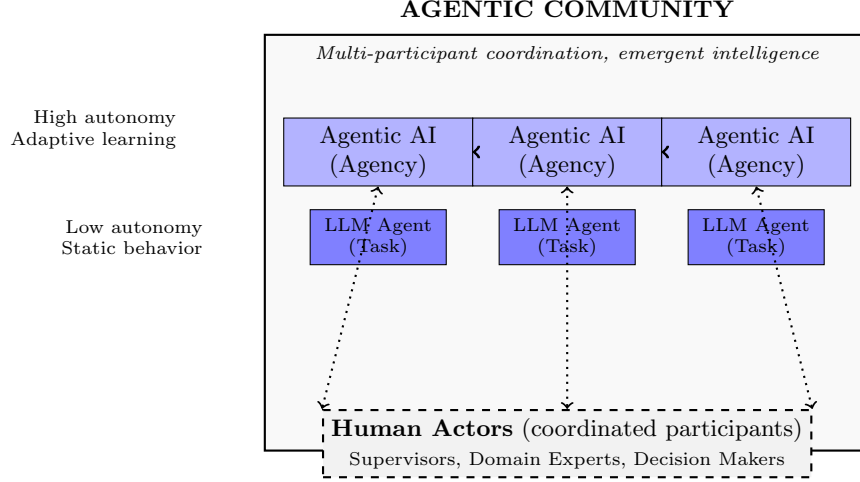 AGENTIC COMMUNITY
Multi-participant coordination, emergent intelligence
High autonomy
Adaptive learning
Agentic AI
(Agency)
Agentic AI
(Agency)
Agentic AI
(Agency)
Low autonomy
Static behavior
LLM Agent
(Task)
LLM Agent
(Task)
LLM Agent
(Task)
Human Actors (coordinated participants)
Supervisors, Domain Experts, Decision Makers